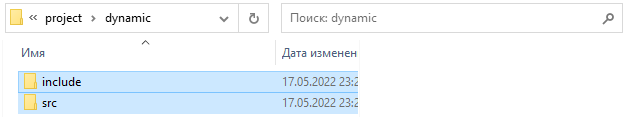 « project › dynamic Поиск: dynamic
Имя Дата изменен
include 17.05.2022 23:2
src 17.05.2022 23:2